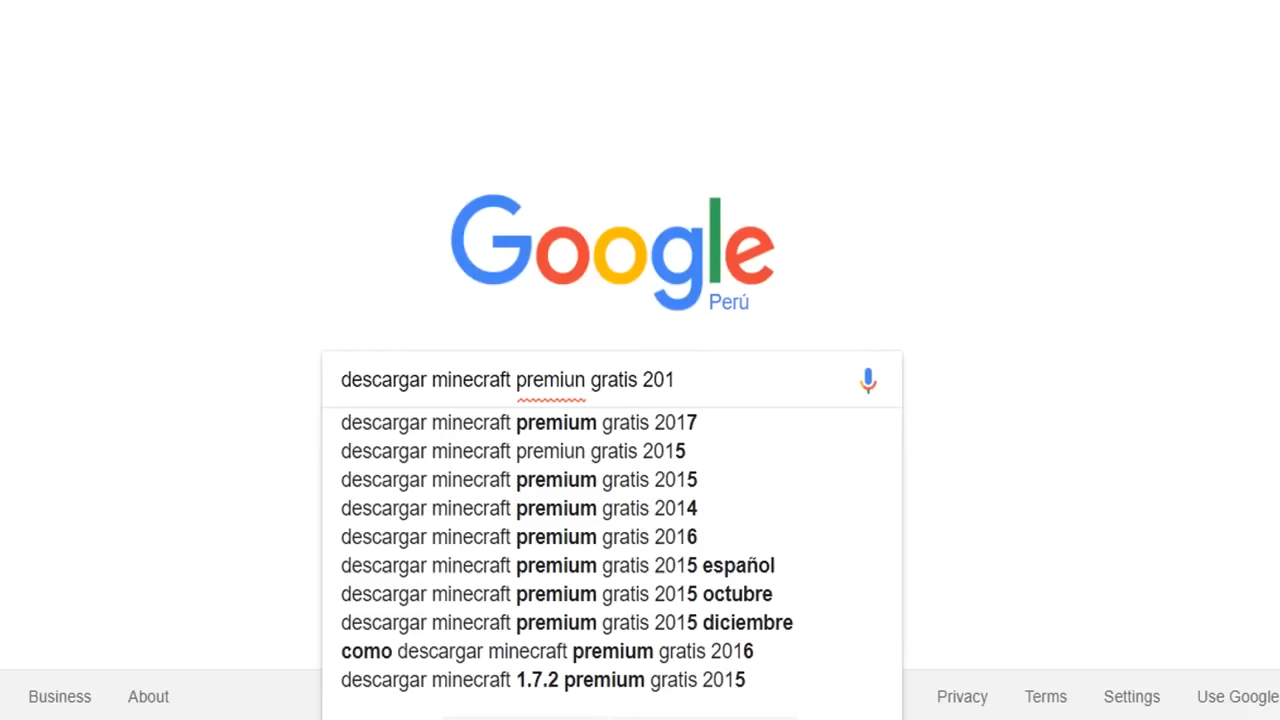 Google
Perú
descargar minecraft premiun gratis 201
descargar minecraft premium gratis 2017
descargar minecraft premiun gratis 2015
descargar minecraft premium gratis 2015
descargar minecraft premium gratis 2014
descargar minecraft premium gratis 2016
descargar minecraft premium gratis 2015 español
descargar minecraft premium gratis 2015 octubre
descargar minecraft premium gratis 2015 diciembre
como descargar minecraft premium gratis 2016
descargar minecraft 1.7.2 premium gratis 2015
Business About Privacy Terms Settings Use Google